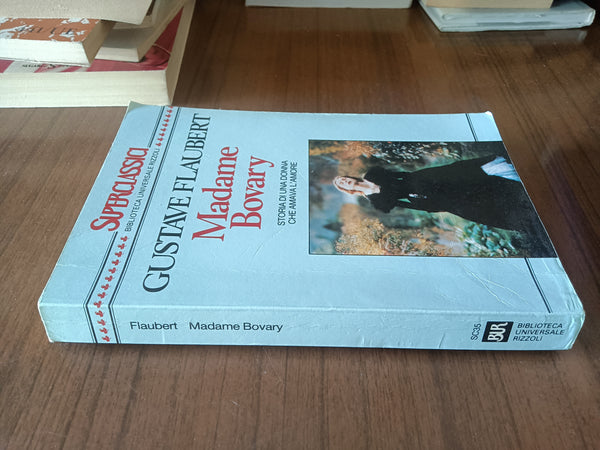 SUPERCLASSICI
BIBLIOTECA UNIVERSALE RIZZOLI
GUSTAVE FLAUBERT
Madame
Bovary
STORIA DI UNA DONNA
CHE AMAVA L'AMORE
Flaubert Madame Bovary
SC35
BUR
BIBLIOTECA
UNIVERSALE
RIZZOLI